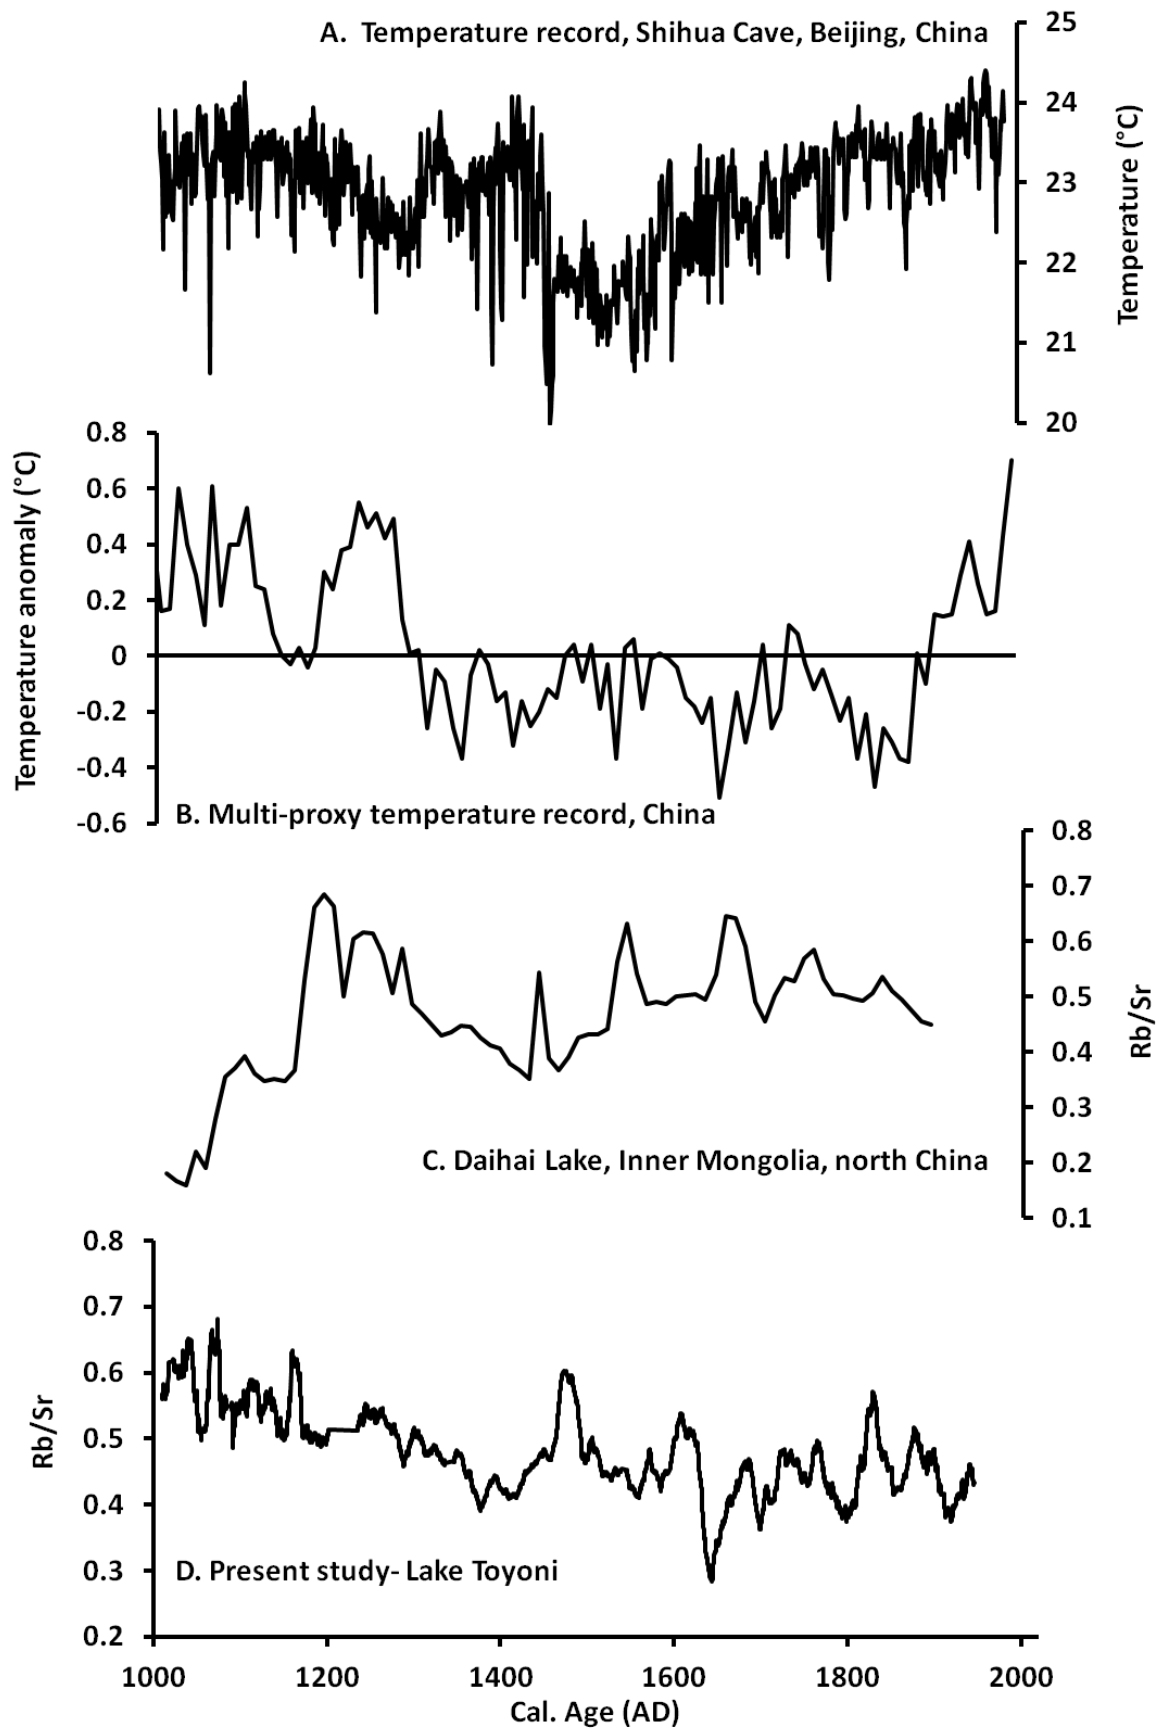 A.  Temperature record, Shihua Cave, Beijing, China
25
24
23
22
21
20
Temperature (°C)
0.8
0.6
0.4
0.2
0
-0.2
-0.4
-0.6
Temperature anomaly (°C)
B. Multi-proxy temperature record, China
0.8
0.7
0.6
0.5
0.4
0.3
0.2
0.1
Rb/Sr
C. Daihai Lake, Inner Mongolia, north China
0.8
0.7
0.6
0.5
0.4
0.3
0.2
Rb/Sr
D. Present study- Lake Toyoni
1000 1200 1400 1600 1800 2000
Cal. Age (AD)